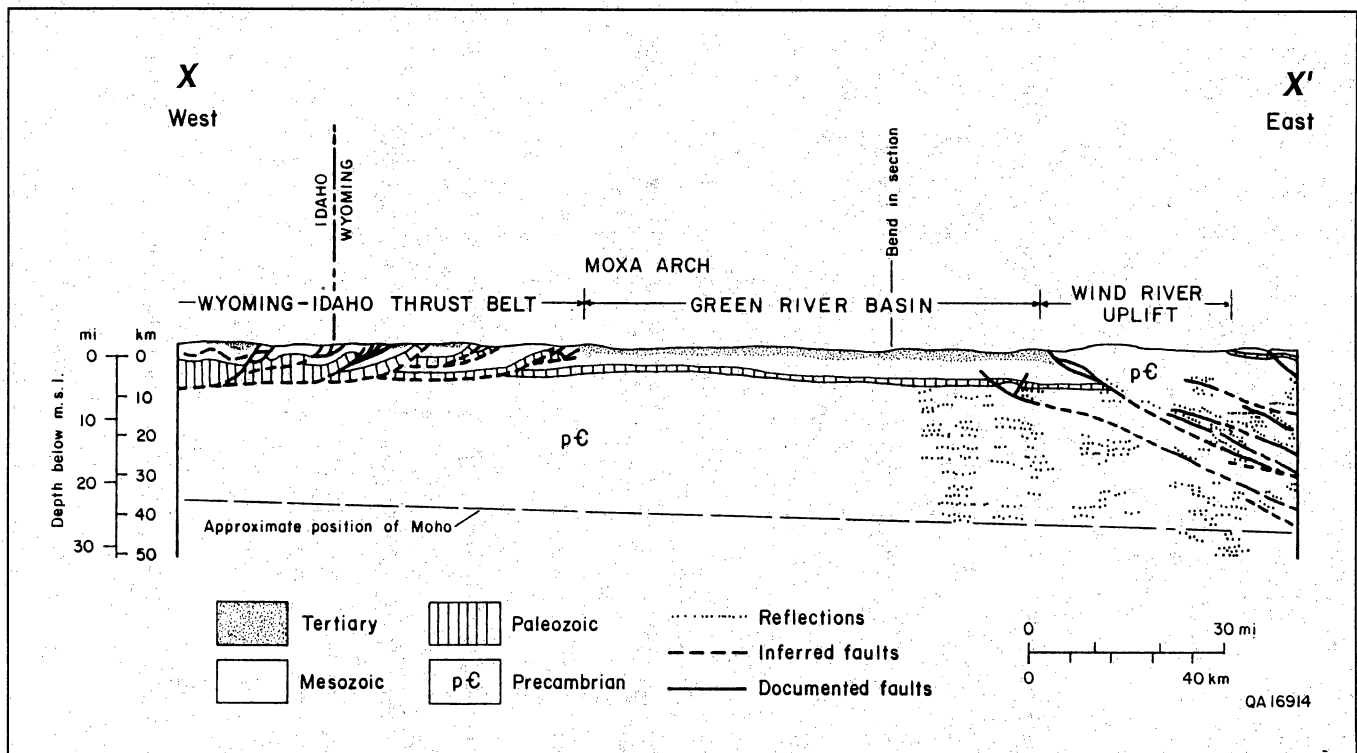 X
West
X'
East
IDAHO
WYOMING
Bend in section
MOXA ARCH
WYOMING-IDAHO THRUST BELT
GREEN RIVER BASIN
WIND RIVER
UPLIFT
mi
km
0
0
10
10
20
30
20
40
30
50
Depth below m. s. l.
pЄ
pЄ
Approximate position of Moho
Tertiary
Paleozoic
Reflections
Mesozoic
pЄ
Precambrian
Inferred faults
Documented faults
0
30 mi
0
40 km
QA 16914